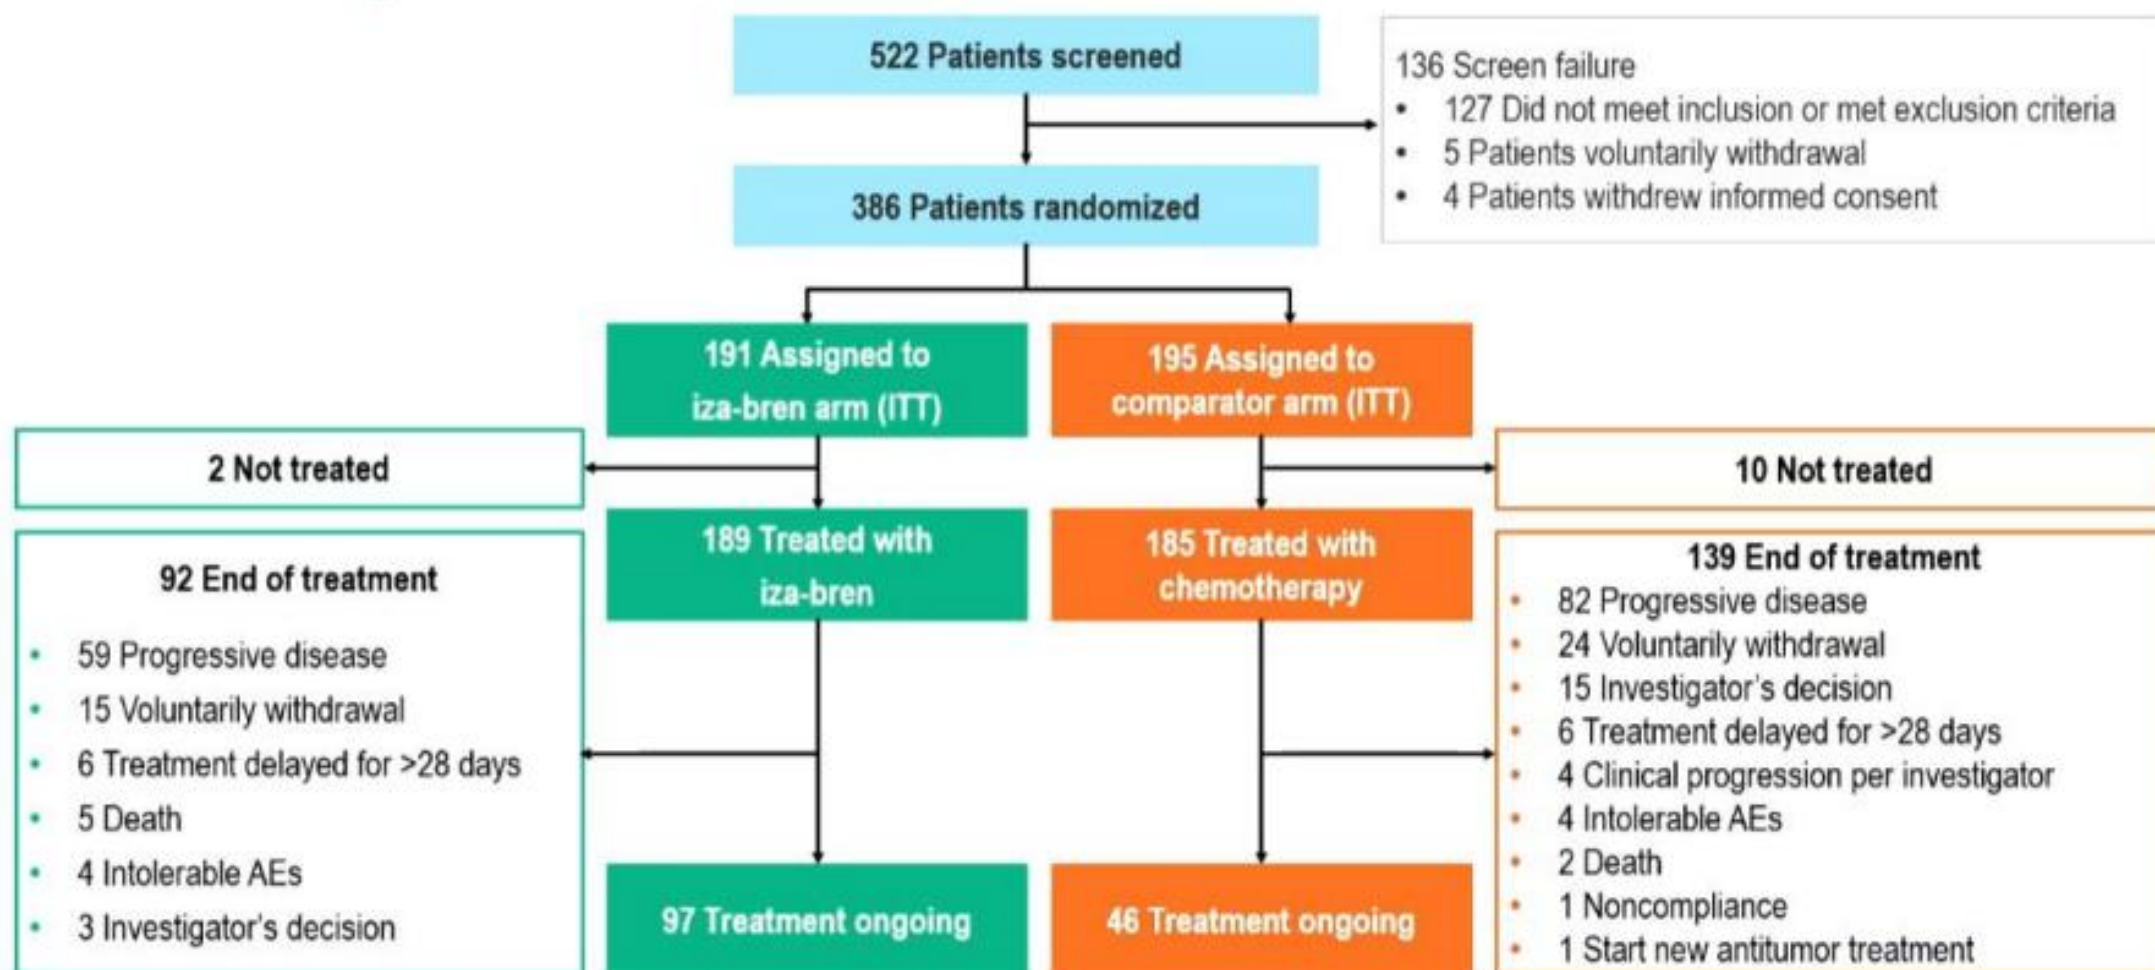 522 Patients screened
136 Screen failure
• 127 Did not meet inclusion or met exclusion criteria
• 5 Patients voluntarily withdrawal
• 4 Patients withdrew informed consent
386 Patients randomized
191 Assigned to
iza-bren arm (ITT)
195 Assigned to
comparator arm (ITT)
2 Not treated
10 Not treated
189 Treated with
iza-bren
185 Treated with
chemotherapy
92 End of treatment
• 59 Progressive disease
• 15 Voluntarily withdrawal
• 6 Treatment delayed for >28 days
• 5 Death
• 4 Intolerable AEs
• 3 Investigator's decision
139 End of treatment
• 82 Progressive disease
• 24 Voluntarily withdrawal
• 15 Investigator's decision
• 6 Treatment delayed for >28 days
• 4 Clinical progression per investigator
• 4 Intolerable AEs
• 2 Death
• 1 Noncompliance
• 1 Start new antitumor treatment
97 Treatment ongoing
46 Treatment ongoing